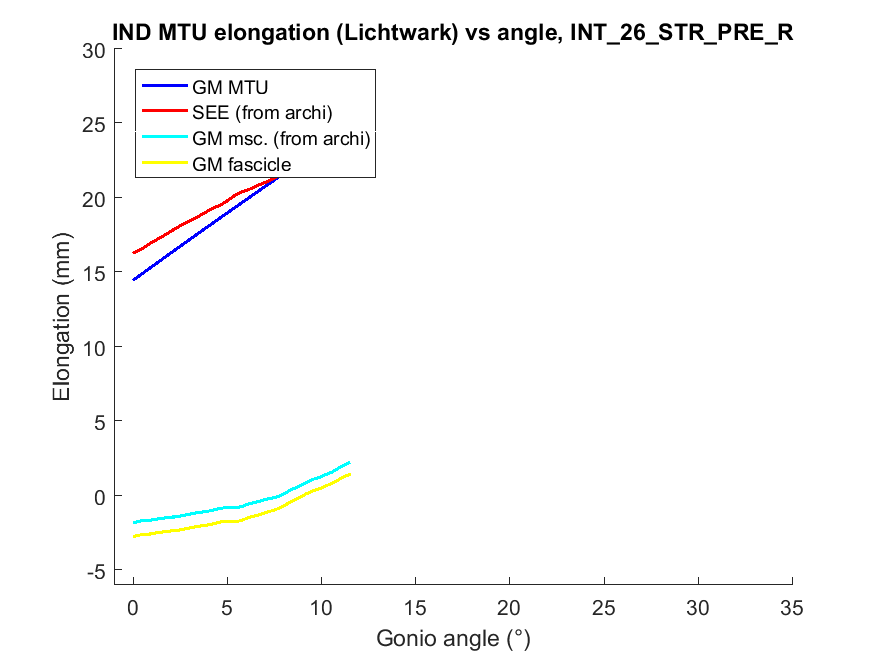 IND MTU elongation (Lichtwark) vs angle, INT_26_STR_PRE_R
30
25
20
15
10
5
0
-5
Elongation (mm)
GM MTU
SEE (from archi)
GM msc. (from archi)
GM fascicle
0 5 10 15 20 25 30 35
Gonio angle (°)